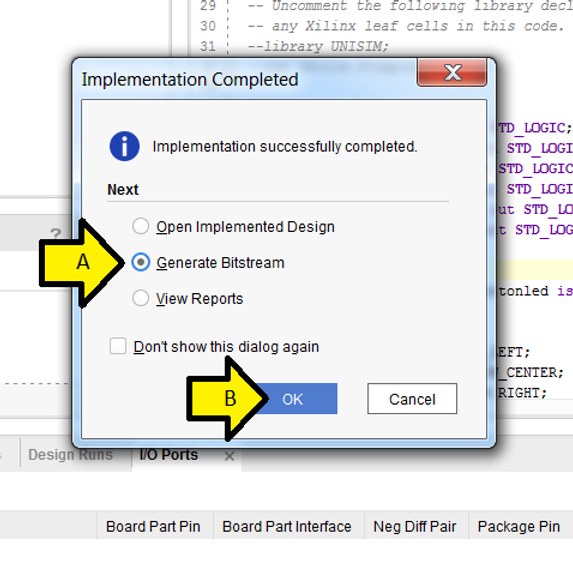 29 -- Uncomment the following library decl
30 -- any Xilinx leaf cells in this code.
31 --library UNISIM;
Implementation Completed
Implementation successfully completed.
TD_LOGIC;
STD_LOGI
Next
STD_LOGIC
STD_LOGI
Open Implemented Design
ut STD_LO
?
t STD_LOG
A
Generate Bitstream
View Reports
tonled is
Don't show this dialog again
EFT;
_CENTER;
B
OK
Cancel
RIGHT;
s
Design Runs
I/O Ports
×
Board Part Pin
Board Part Interface
Neg Diff Pair
Package Pin